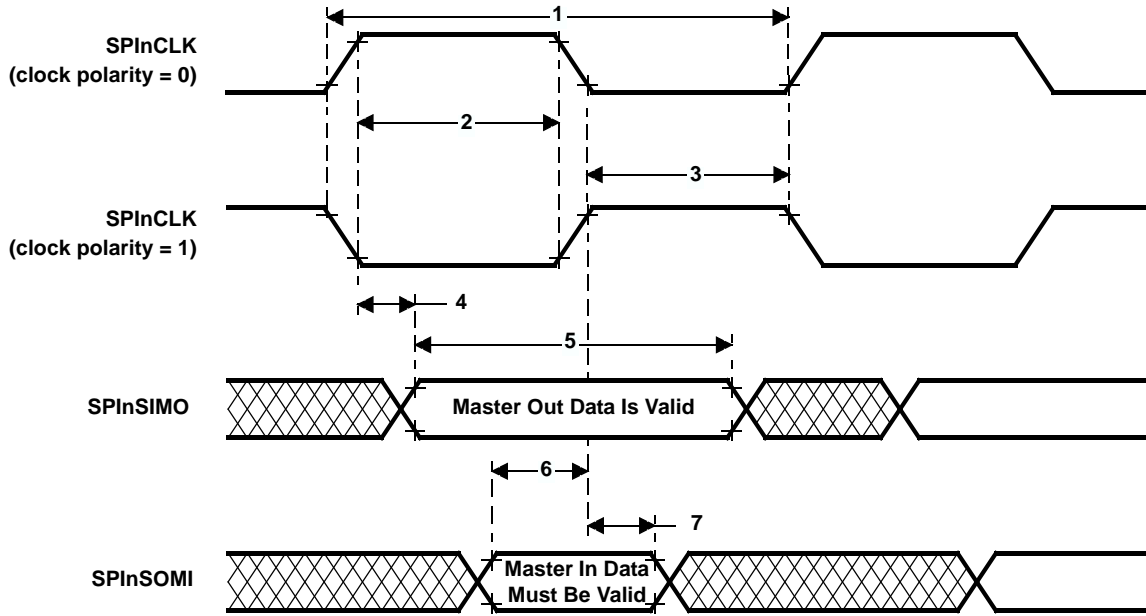 1
SPInCLK
(clock polarity = 0)
2
3
SPInCLK
(clock polarity = 1)
4
5
SPInSIMO
Master Out Data Is Valid
6
7
SPInSOMI
Master In Data
Must Be Valid